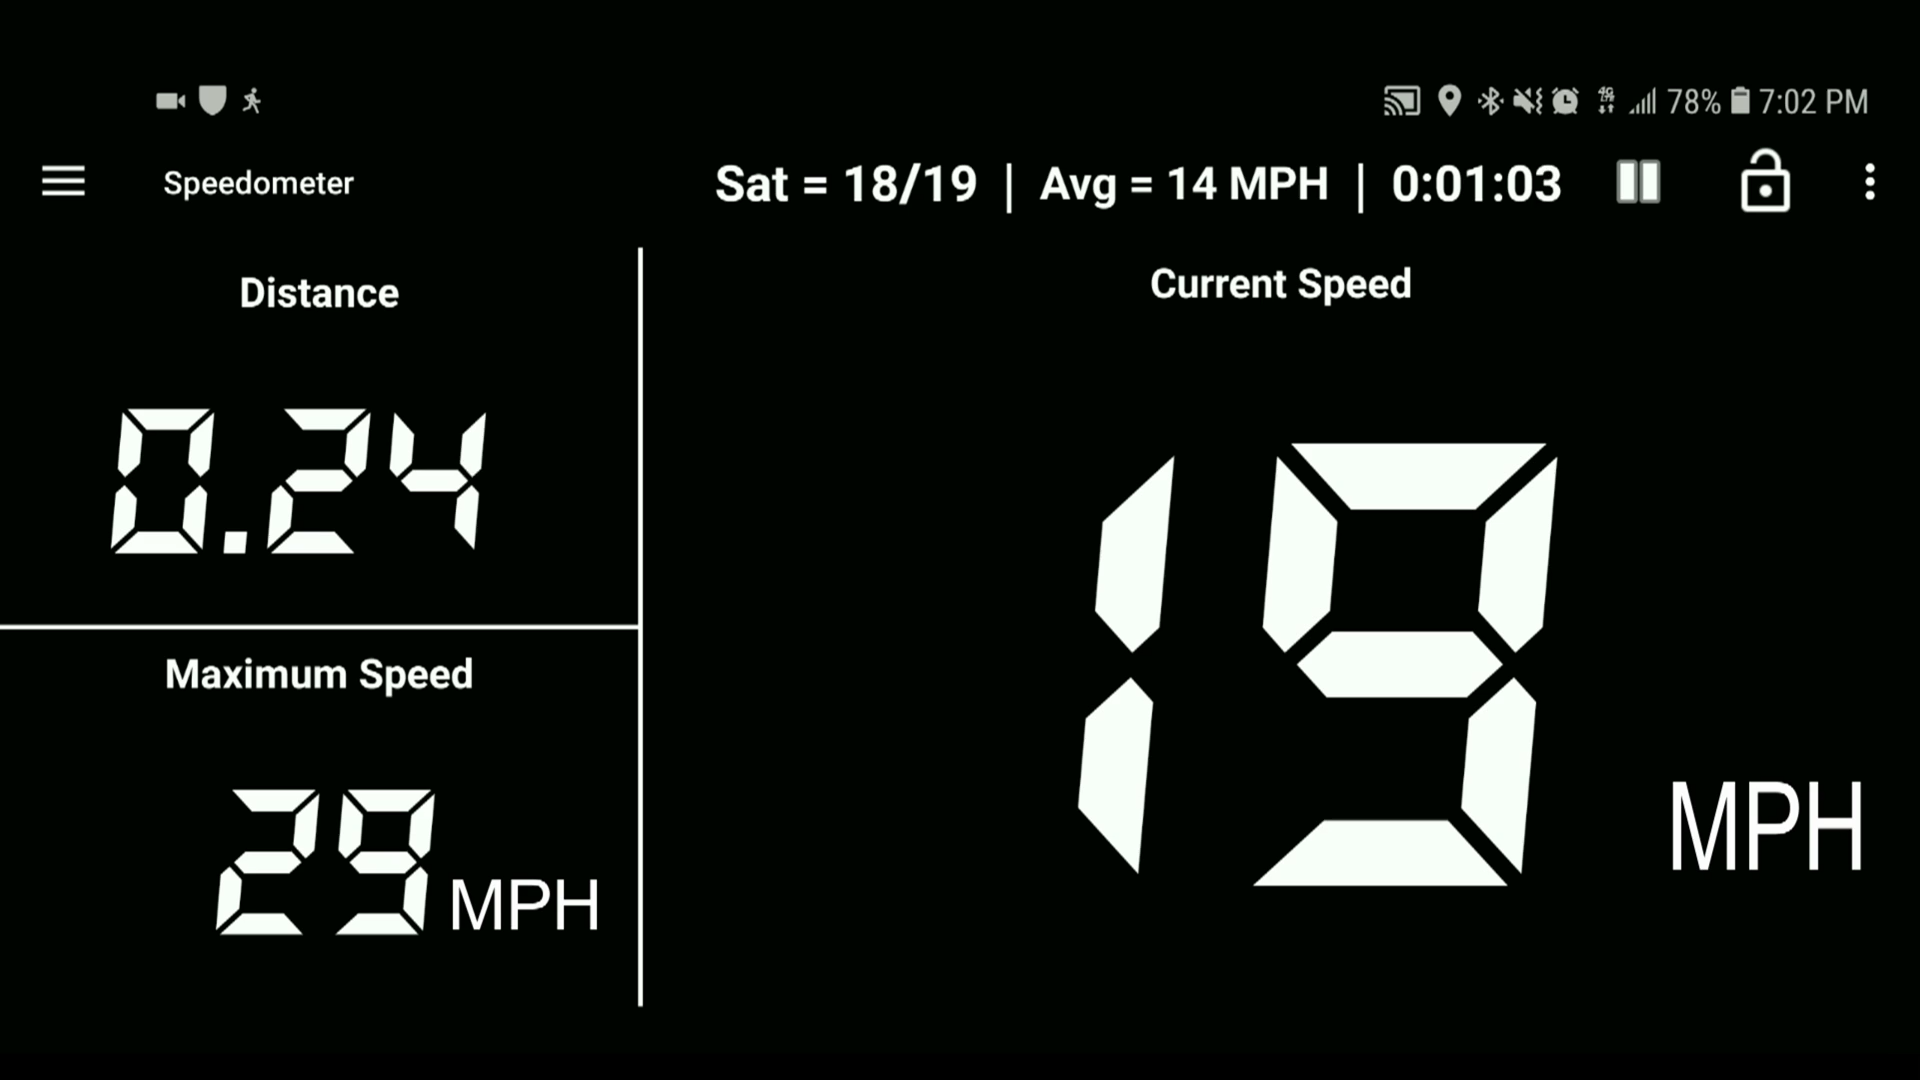 78% 7:02 PM
Speedometer
Sat = 18/19 | Avg = 14 MPH | 0:01:03
Distance
0.24
Maximum Speed
29 MPH
Current Speed
19 MPH